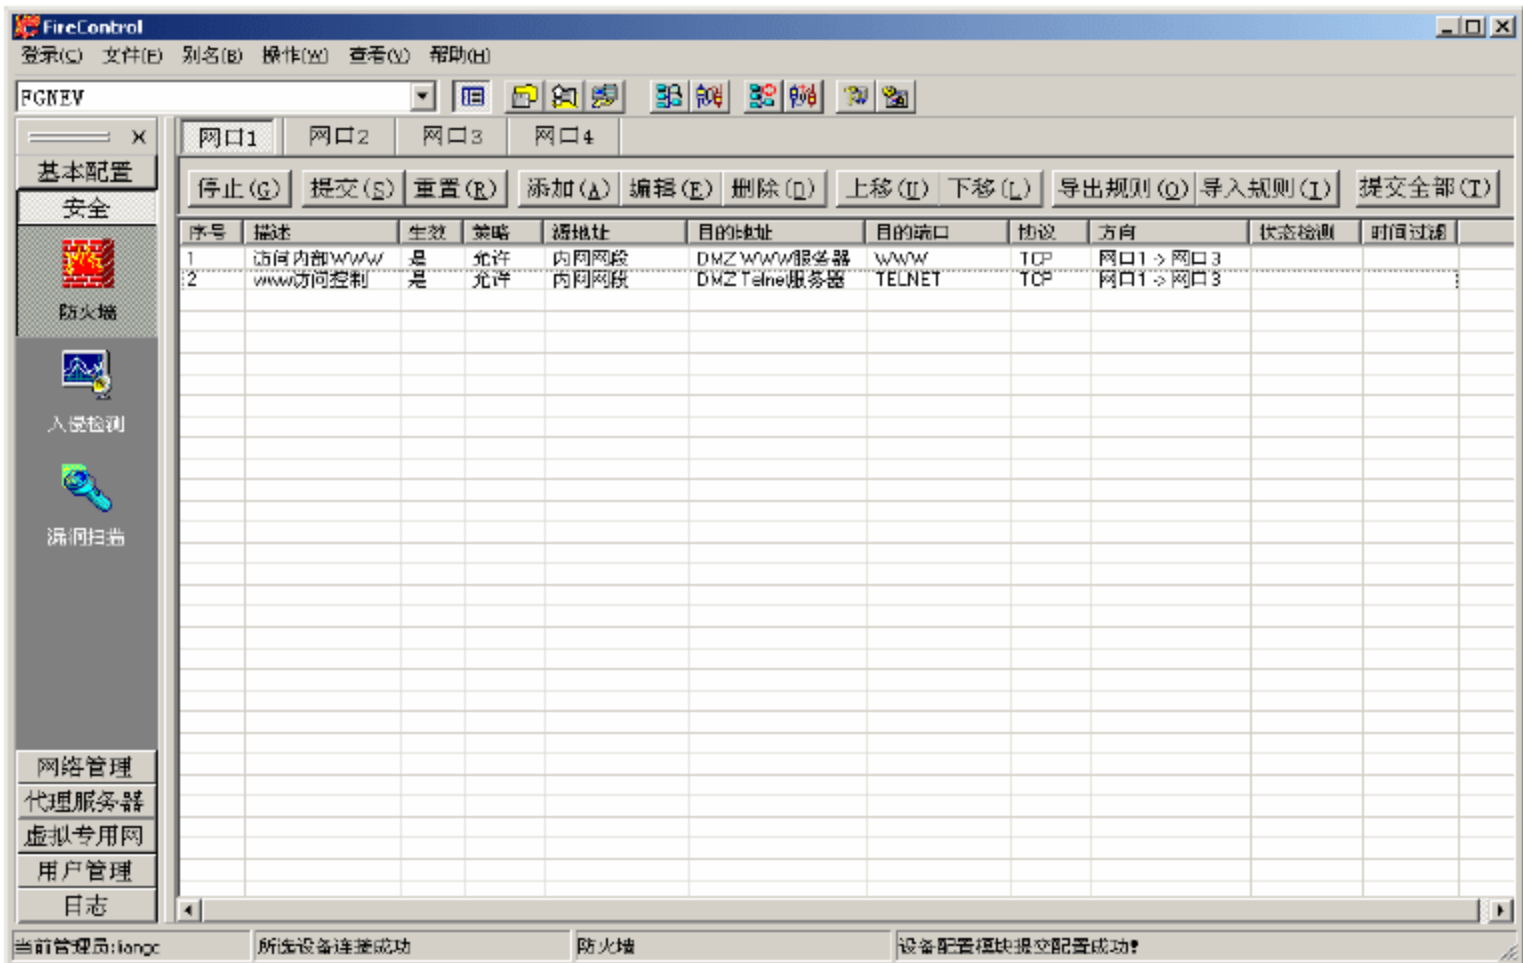 FireControl
登录(C) 文件(F) 别名(B) 操作(W) 查看(V) 帮助(H)
FGNEV
网口1 网口2 网口3 网口4
基本配置
停止(G) 提交(S) 重置(R) 添加(A) 编辑(E) 删除(D) 上移(U) 下移(L) 导出规则(O) 导入规则(I) 提交全部(T)
安全
序号 描述 生效 策略 源地址 目的地址 目的端口 协议 方向 状态检测 时间过滤
1 访问内部WWW 是 允许 内网网段 DMZ WWW服务器 WWW TCP 网口1 -> 网口3
2 www访问控制 是 允许 内网网段 DMZ Telnet服务器 TELNET TCP 网口1 -> 网口3
防火墙
入侵检测
漏洞扫描
网络管理
代理服务器
虚拟专用网
用户管理
日志
当前管理员: 所选设备连接成功 防火墙 设备配置模块提交配置成功!